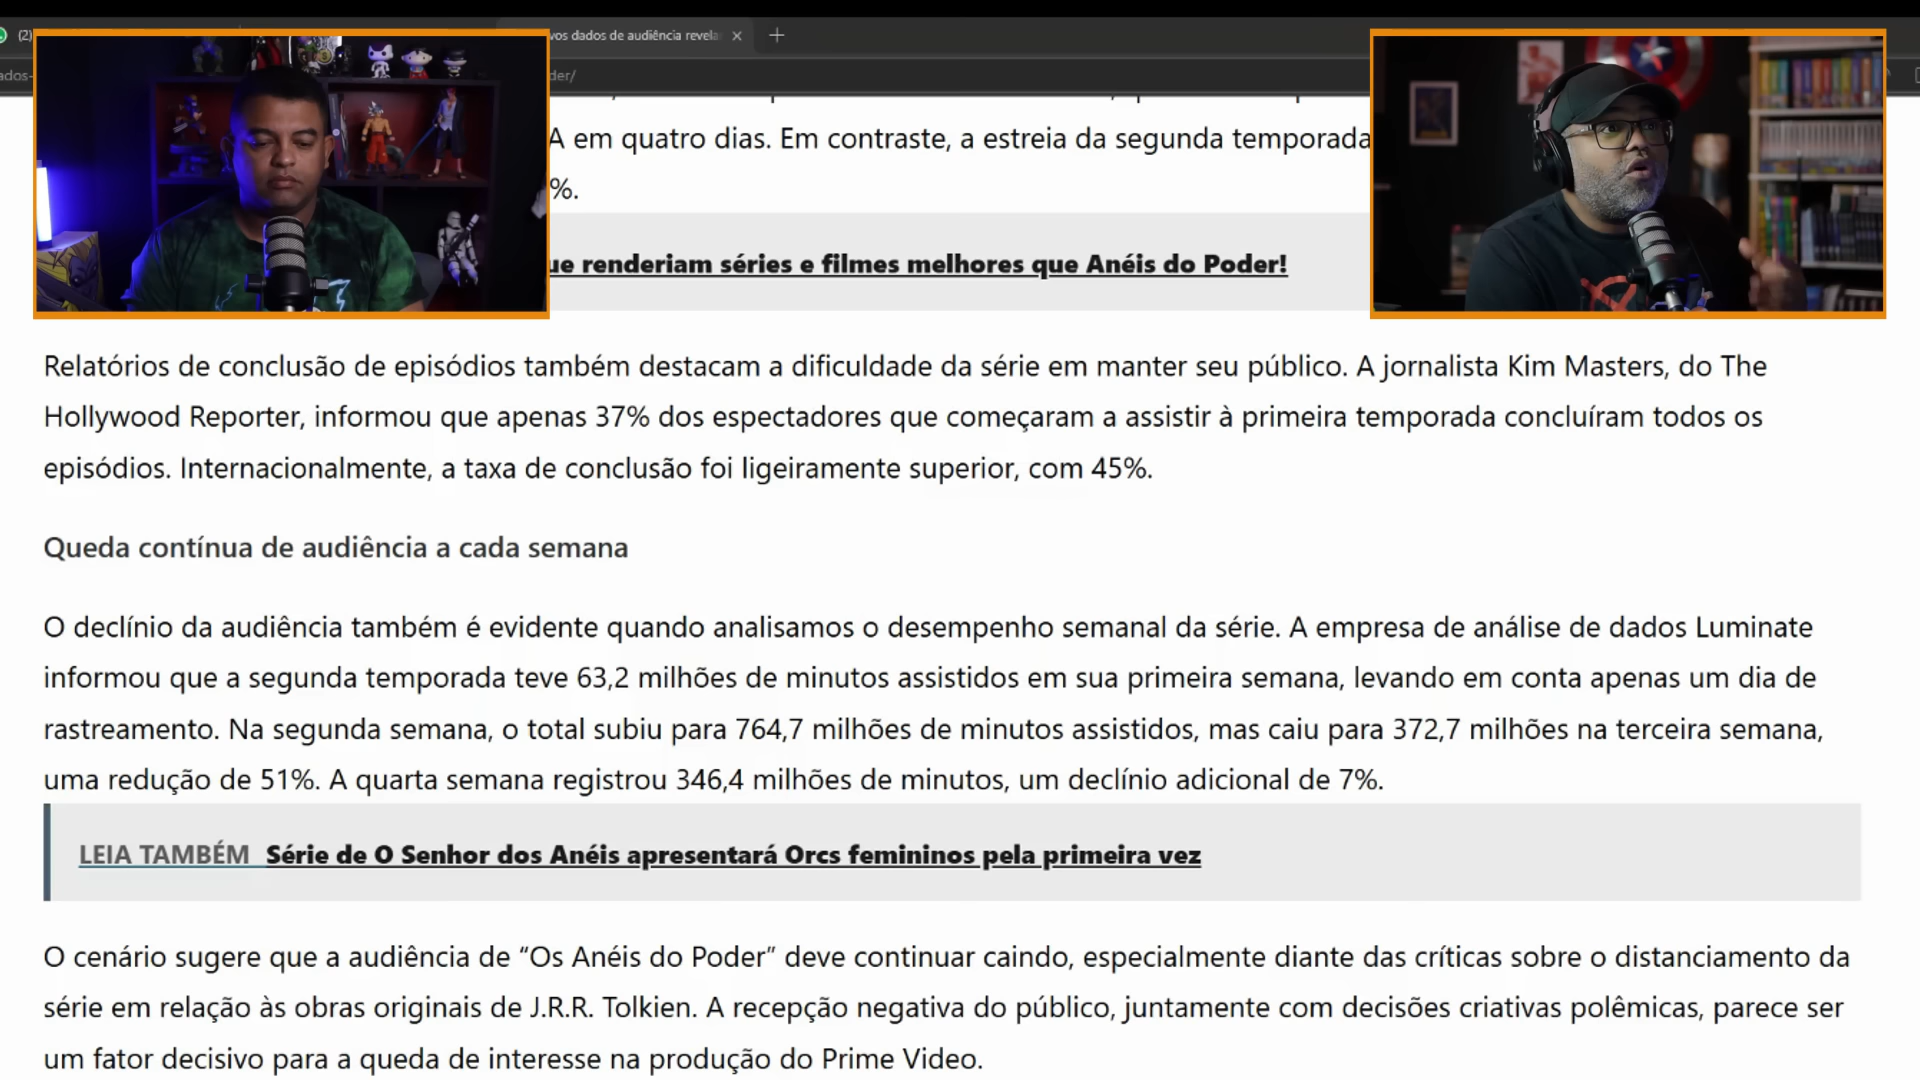 (2)
vos dados de audiência revela
ados-
der/
A em quatro dias. Em contraste, a estreia da segunda temporada
%.
ue renderiam séries e filmes melhores que Anéis do Poder!
Relatórios de conclusão de episódios também destacam a dificuldade da série em manter seu público. A jornalista Kim Masters, do The
Hollywood Reporter, informou que apenas 37% dos espectadores que começaram a assistir à primeira temporada concluíram todos os
episódios. Internacionalmente, a taxa de conclusão foi ligeiramente superior, com 45%.
Queda contínua de audiência a cada semana
O declínio da audiência também é evidente quando analisamos o desempenho semanal da série. A empresa de análise de dados Luminate
informou que a segunda temporada teve 63,2 milhões de minutos assistidos em sua primeira semana, levando em conta apenas um dia de
rastreamento. Na segunda semana, o total subiu para 764,7 milhões de minutos assistidos, mas caiu para 372,7 milhões na terceira semana,
uma redução de 51%. A quarta semana registrou 346,4 milhões de minutos, um declínio adicional de 7%.
LEIA TAMBÉM Série de O Senhor dos Anéis apresentará Orcs femininos pela primeira vez
O cenário sugere que a audiência de “Os Anéis do Poder” deve continuar caindo, especialmente diante das críticas sobre o distanciamento da
série em relação às obras originais de J.R.R. Tolkien. A recepção negativa do público, juntamente com decisões criativas polêmicas, parece ser
um fator decisivo para a queda de interesse na produção do Prime Video.